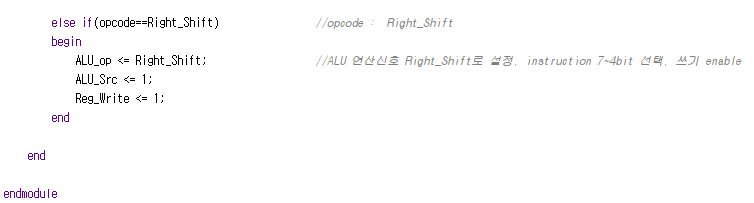 else if(opcode==Right_Shift) //opcode : Right_Shift
begin
ALU_op <= Right_Shift; //ALU 연산신호 Right_Shift로 설정, instruction 7~4bit 선택, 쓰기 enable
ALU_Src <= 1;
Reg_Write <= 1;
end
end
endmodule